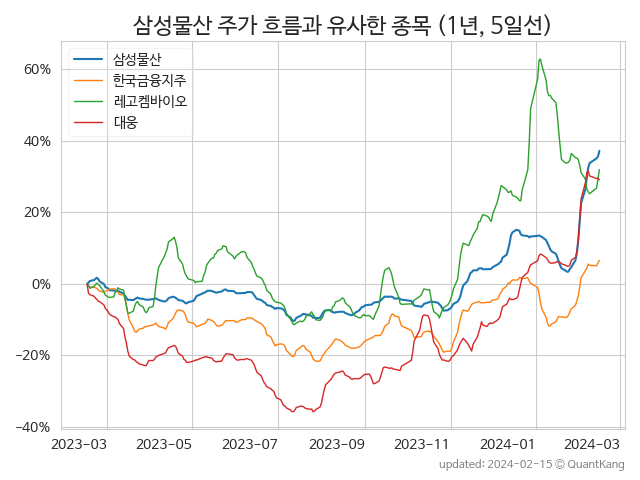 삼성물산 주가 흐름과 유사한 종목 (1년, 5일선)
삼성물산
한국금융지주
레고켐바이오
대웅
60%
40%
20%
0%
−20%
−40%
2023-03 2023-05 2023-07 2023-09 2023-11 2024-01 2024-03
updated: 2024-02-15 © QuantKang